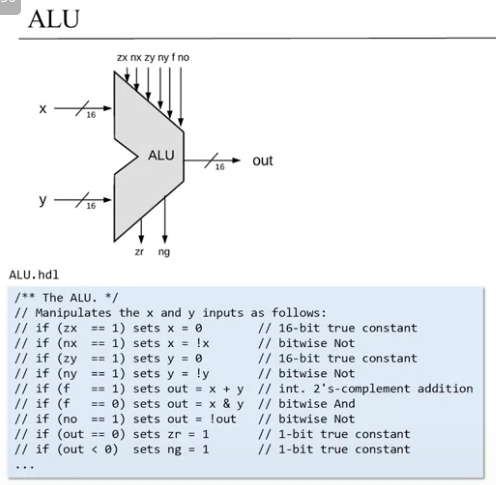 ALU
zx nx zy ny f no
x
16
ALU
16
out
y
16
zr ng
ALU.hdl
/** The ALU. */
// Manipulates the x and y inputs as follows:
// if (zx == 1) sets x = 0 // 16-bit true constant
// if (nx == 1) sets x = !x // bitwise Not
// if (zy == 1) sets y = 0 // 16-bit true constant
// if (ny == 1) sets y = !y // bitwise Not
// if (f == 1) sets out = x + y // int. 2's-complement addition
// if (f == 0) sets out = x & y // bitwise And
// if (no == 1) sets out = !out // bitwise Not
// if (out == 0) sets zr = 1 // 1-bit true constant
// if (out < 0) sets ng = 1 // 1-bit true constant
...